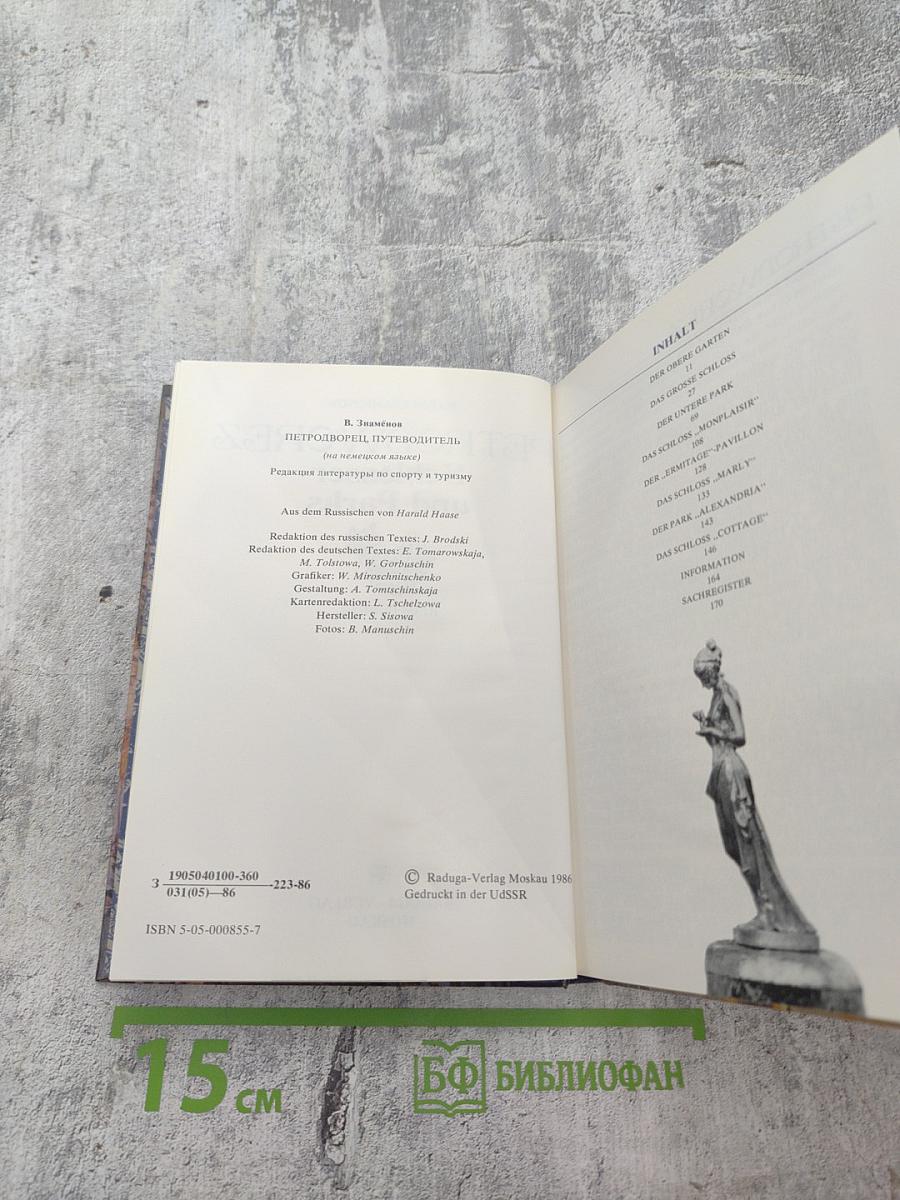 В. Знамéнов
ПЕТРОДВОРЕЦ, ПУТЕВОДИТЕЛЬ
(на немецком языке)
Редакция литературы по спорту и туризму
Aus dem Russischen von Harald Haase
Redaktion des russischen Textes: J. Brodski
Redaktion des deutschen Textes: E. Tomarowskaja,
M. Tolstowa, W. Gorbuschin
Grafiker: W. Miroschnitschenko
Gestaltung: A. Tomtschinskaja
Kartenredaktion: L. Tschelzowa
Hersteller: S. Sisowa
Fotos: B. Manuschin
З 1905040100-360
031(05)—86
-223-86
© Raduga-Verlag Moskau 1986
Gedruckt in der UdSSR
ISBN 5-05-000855-7
INHALT
DER OBERE GARTEN
11
DAS GROSSE SCHLOSS
27
DER UNTERE PARK
69
DAS SCHLOSS „MONPLAISIR“
108
DER „ERMITAGE“-PAVILLON
128
DAS SCHLOSS „MARLY“
133
DER PARK „ALEXANDRIA“
143
DAS SCHLOSS „COTTAGE“
146
INFORMATION
164
SACHREGISTER
170
15 см
БФ БИБЛИОФАН